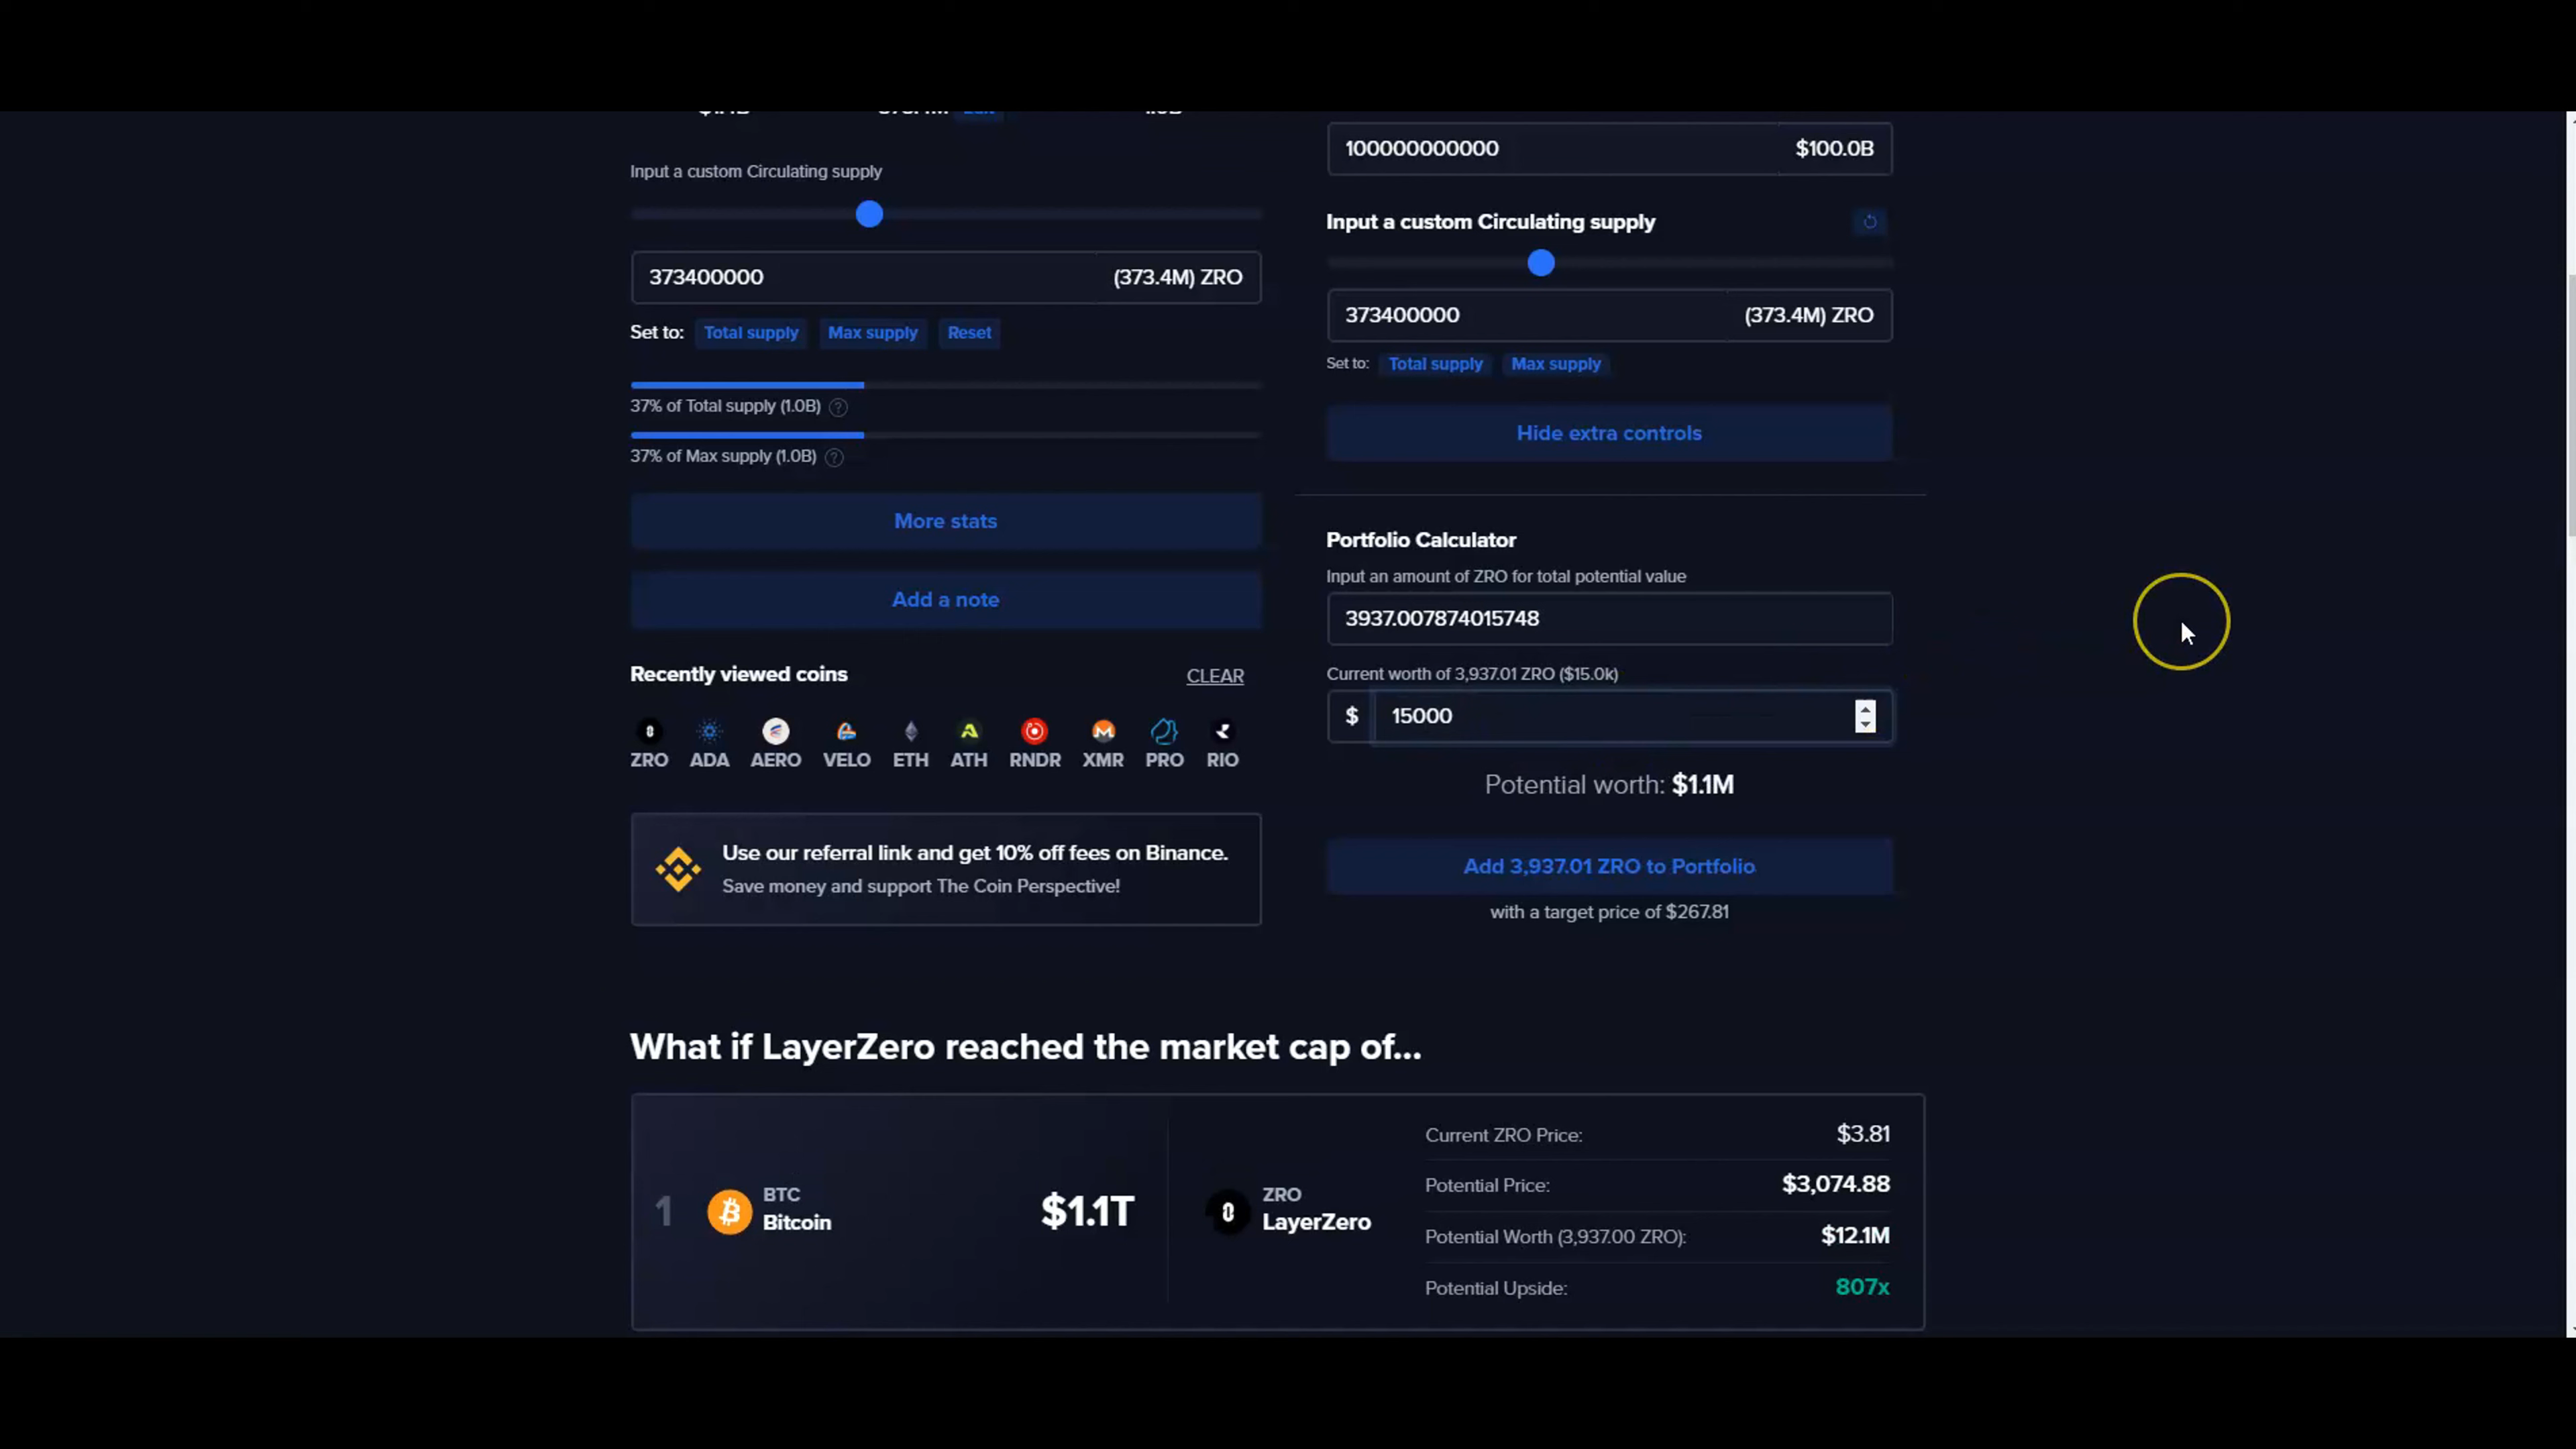 Input a custom Circulating supply
373400000 (373.4M) ZRO
Set to: Total supply Max supply Reset
37% of Total supply (1.0B) ?
37% of Max supply (1.0B) ?
More stats
Add a note
Recently viewed coins CLEAR
ZRO ADA AERO VELO ETH ATH RNDR XMR PRO RIO
Use our referral link and get 10% off fees on Binance.
Save money and support The Coin Perspective!
100000000000 $100.0B
Input a custom Circulating supply
373400000 (373.4M) ZRO
Set to: Total supply Max supply
Hide extra controls
Portfolio Calculator
Input an amount of ZRO for total potential value
3937.007874015748
Current worth of 3,937.01 ZRO ($15.0k)
$ 15000
Potential worth: $1.1M
Add 3,937.01 ZRO to Portfolio
with a target price of $267.81
What if LayerZero reached the market cap of...
1
BTC
Bitcoin
$1.1T
ZRO
LayerZero
Current ZRO Price: $3.81
Potential Price: $3,074.88
Potential Worth (3,937.00 ZRO): $12.1M
Potential Upside: 807x